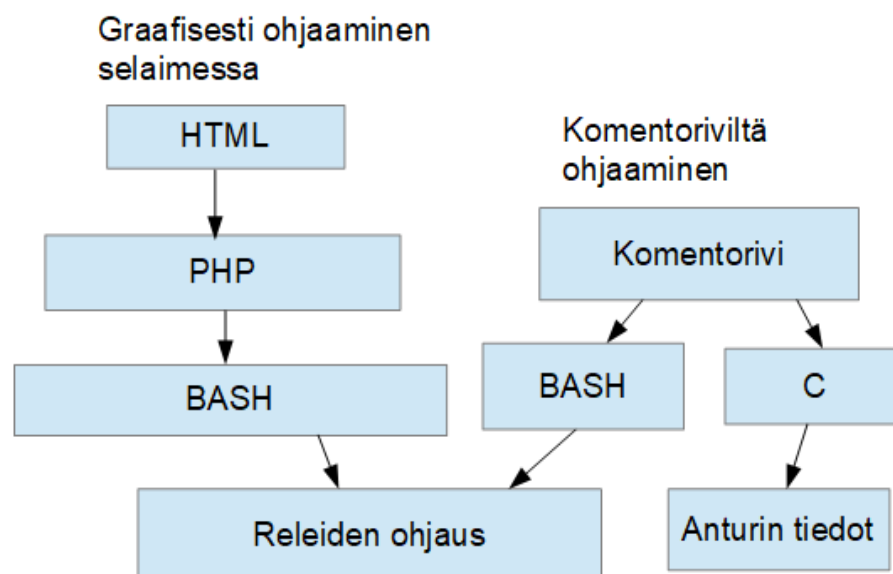 Graafisesti ohjaaminen
selaimessa
HTML
PHP
BASH
Komentoriviltä
ohjaaminen
Komentorivi
BASH
C
Releiden ohjaus
Anturin tiedot